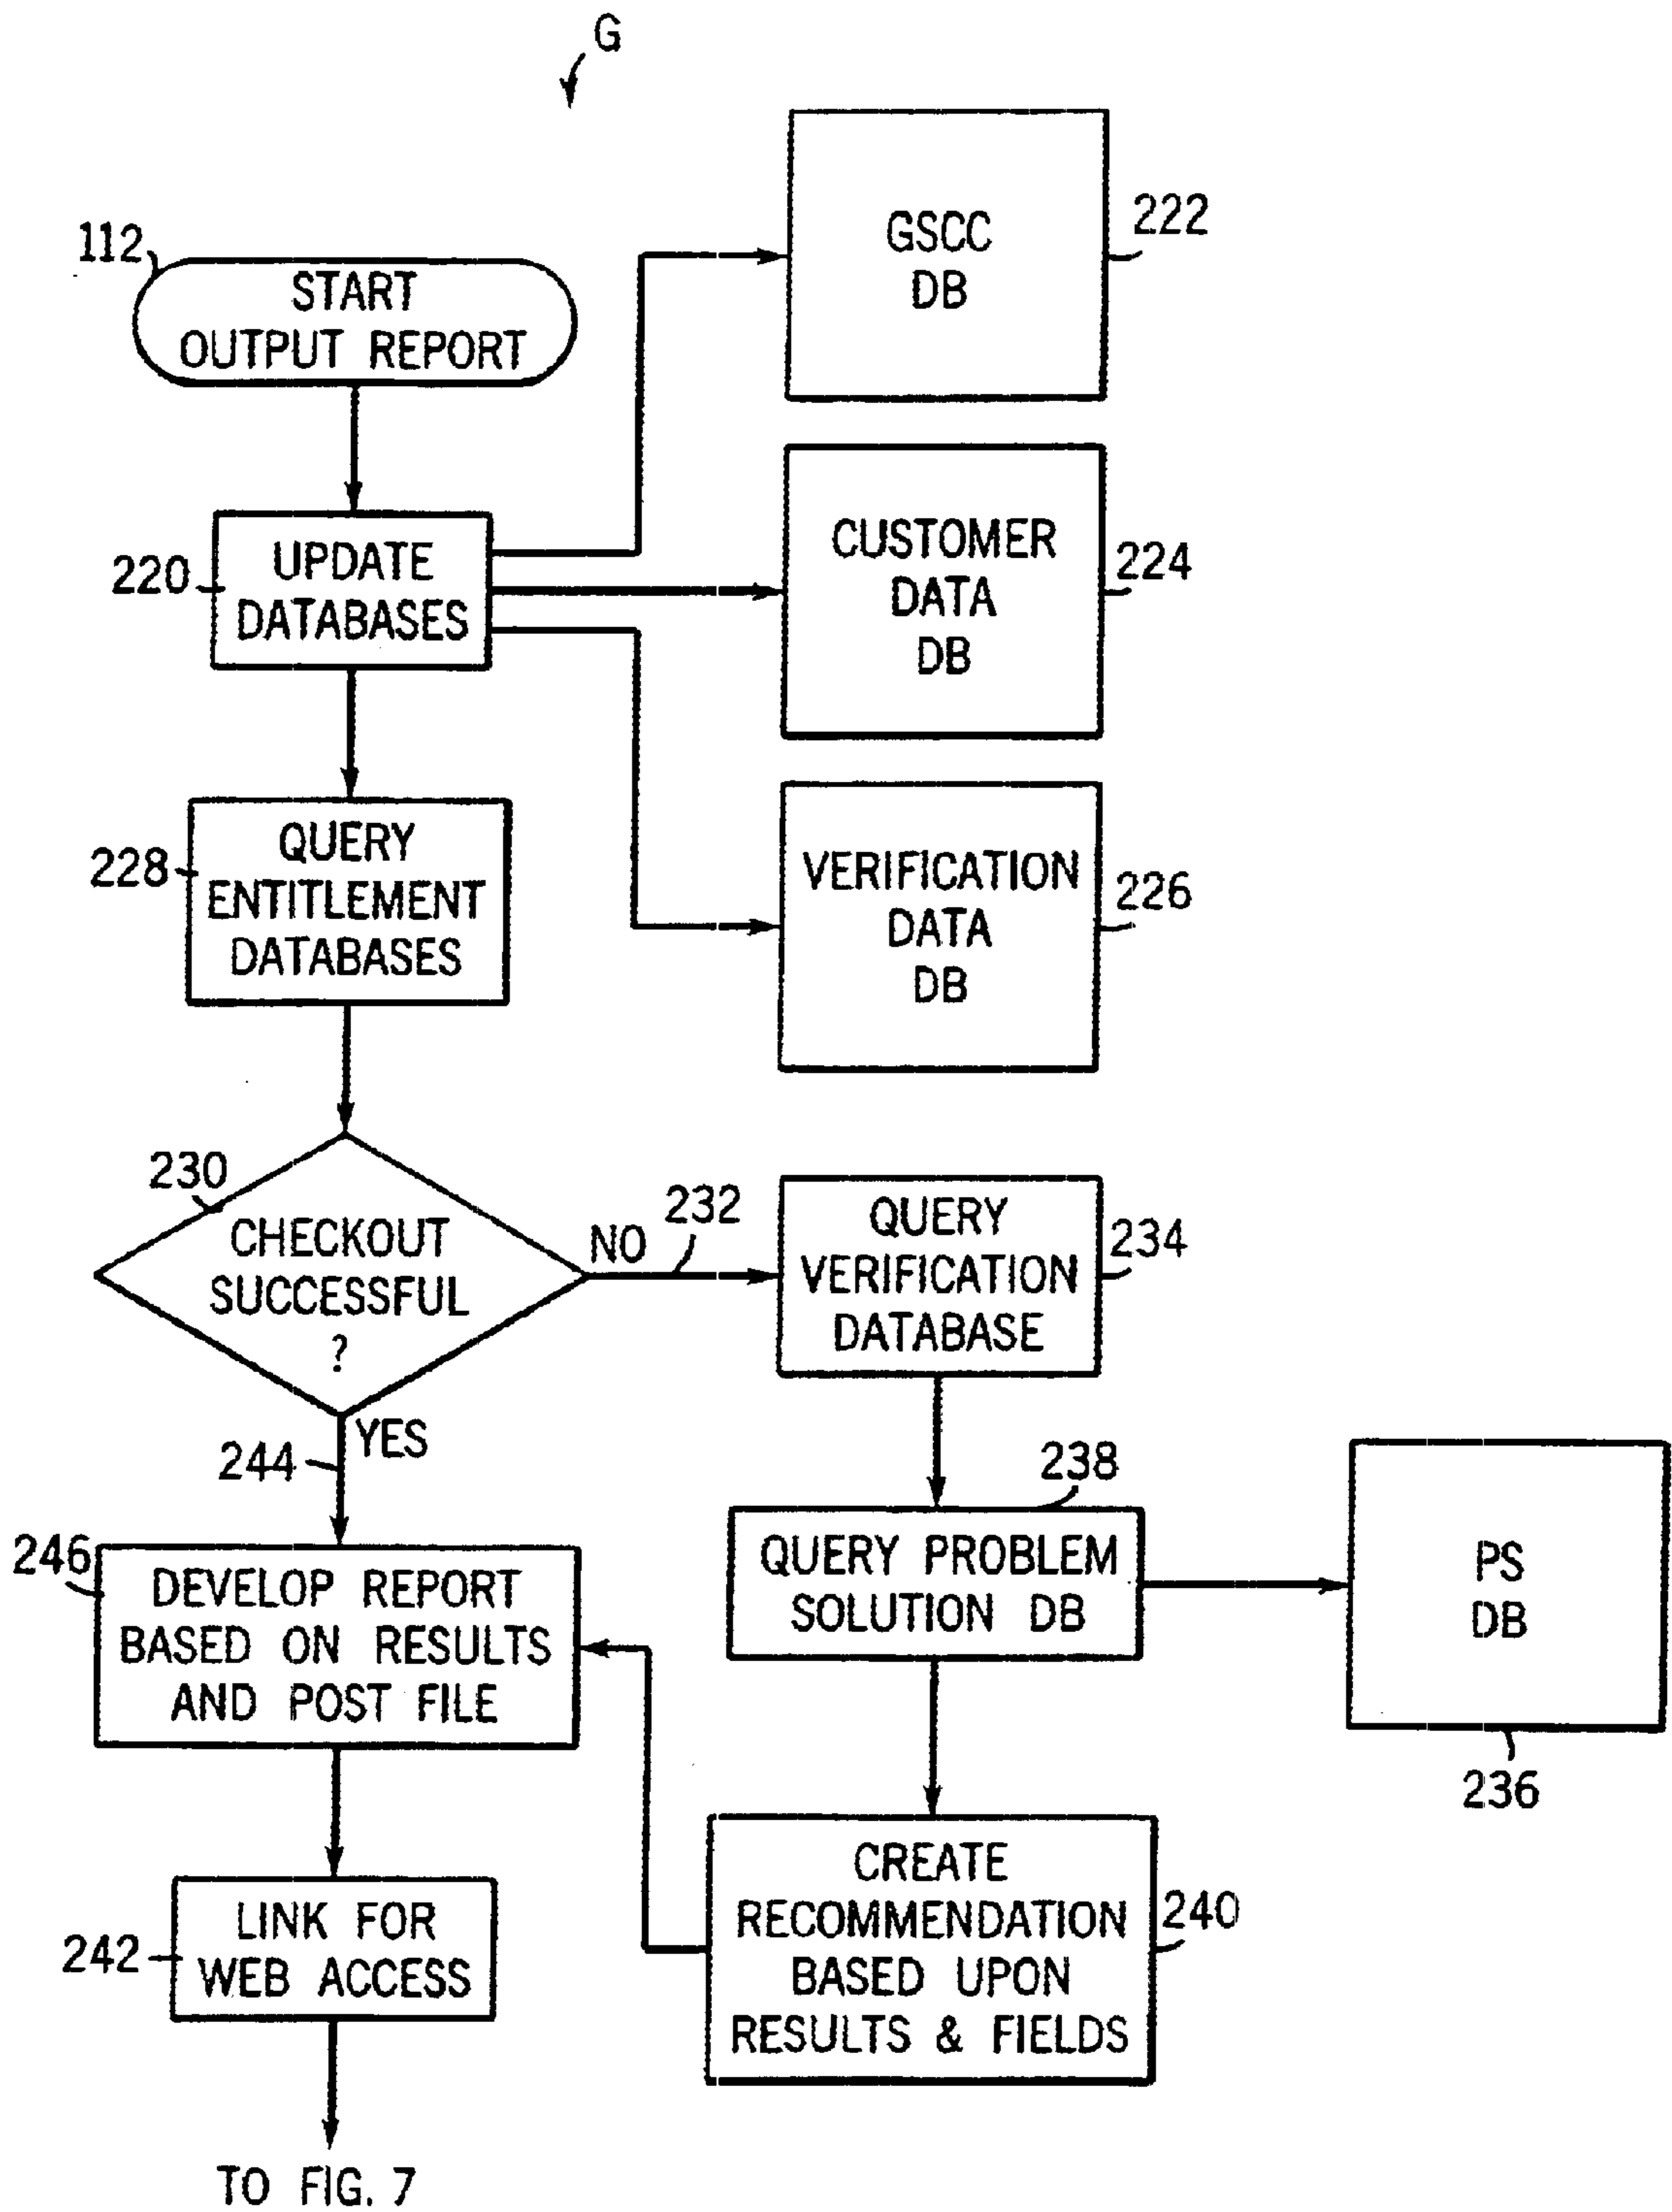 G
112
START
OUTPUT REPORT
GSCC
DB
222
220
UPDATE
DATABASES
CUSTOMER
DATA
DB
224
228
QUERY
ENTITLEMENT
DATABASES
VERIFICATION
DATA
DB
226
230
CHECKOUT
SUCCESSFUL
?
NO
232
QUERY
VERIFICATION
DATABASE
234
YES
244
238
QUERY PROBLEM
SOLUTION DB
PS
DB
236
246
DEVELOP REPORT
BASED ON RESULTS
AND POST FILE
CREATE
RECOMMENDATION
BASED UPON
RESULTS & FIELDS
240
242
LINK FOR
WEB ACCESS
TO FIG. 7